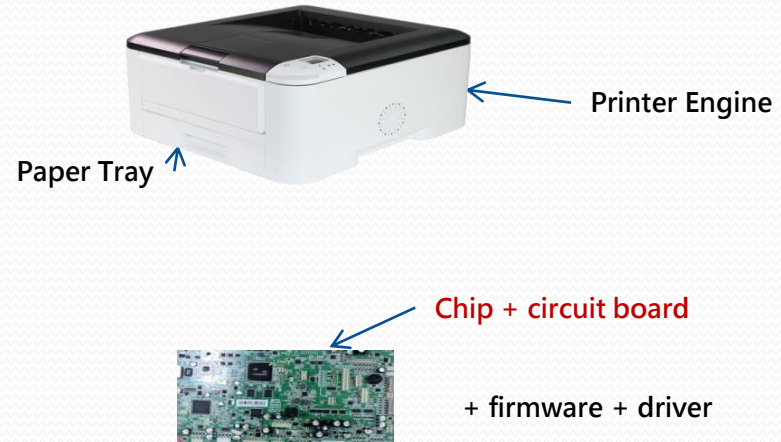 Printer Engine
Paper Tray
Chip + circuit board
+ firmware + driver